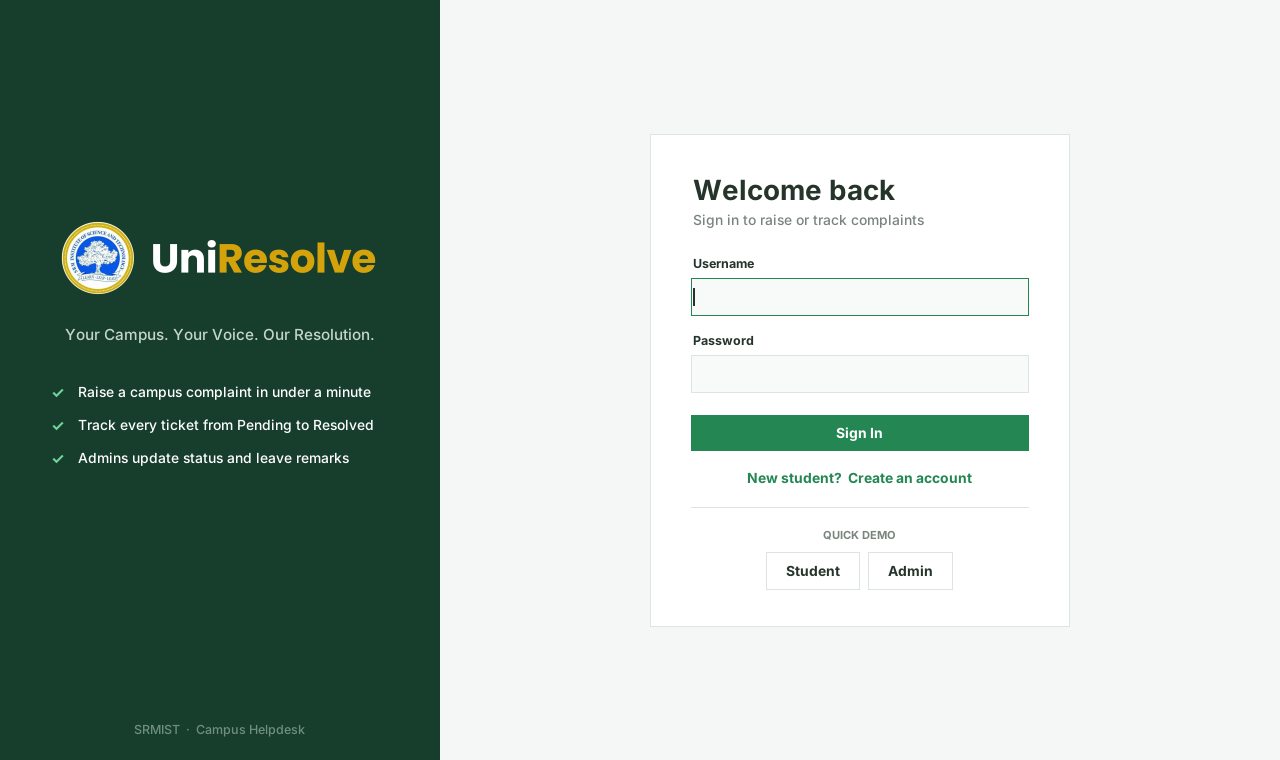 UniResolve
Your Campus. Your Voice. Our Resolution.
Raise a campus complaint in under a minute
Track every ticket from Pending to Resolved
Admins update status and leave remarks
SRMIST · Campus Helpdesk
Welcome back
Sign in to raise or track complaints
Username
Password
Sign In
New student? Create an account
QUICK DEMO
Student Admin